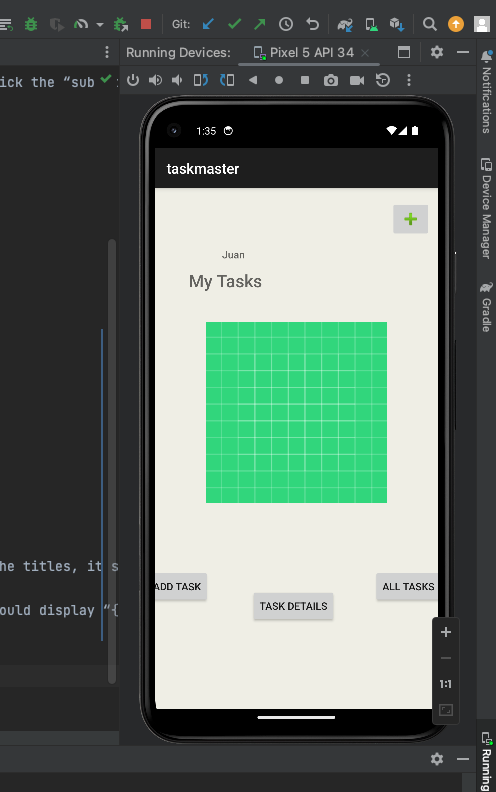 Git:
Running Devices:
Pixel 5 API 34
ick the “sub
1:35
taskmaster
Juan
My Tasks
ADD TASK
ALL TASKS
TASK DETAILS
he titles, it s
ould display “{
1:1
Notifications
Device Manager
Gradle
Running